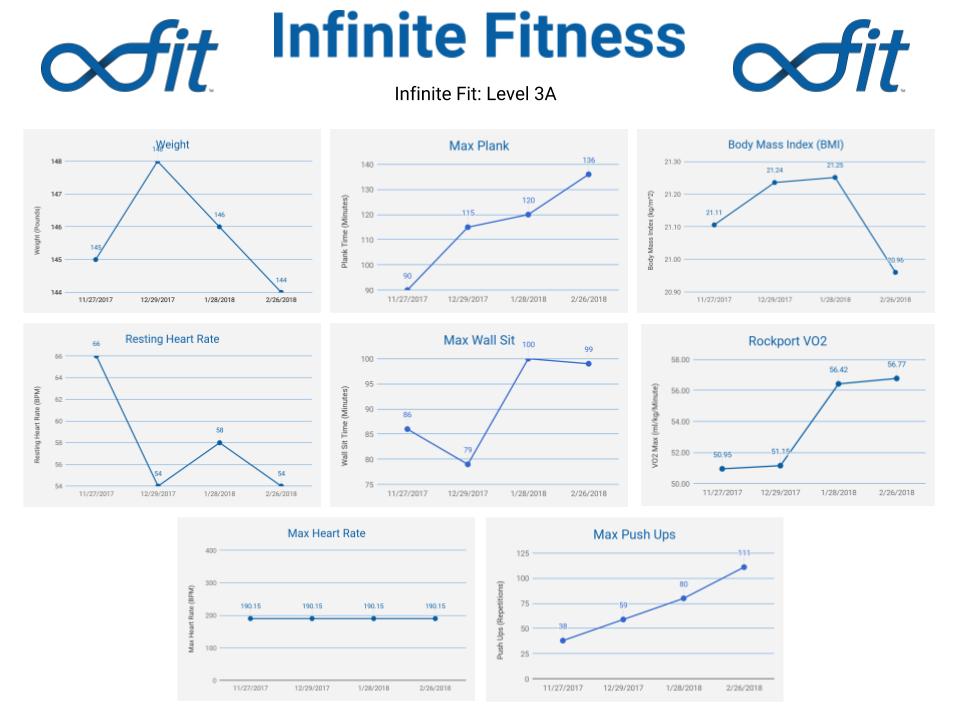 fit™
Infinite Fitness
fit™
Infinite Fit: Level 3A
Weight
Weight (Pounds)
148
147
146
145
144
145
148
146
144
11/27/2017 12/29/2017 1/28/2018 2/26/2018
Max Plank
Plank Time (Minutes)
140
130
120
110
100
90
90
115
120
136
11/27/2017 12/29/2017 1/28/2018 2/26/2018
Body Mass Index (BMI)
Body Mass Index (kg/m^2)
21.30
21.20
21.10
21.00
20.90
21.11
21.24
21.25
20.96
11/27/2017 12/29/2017 1/28/2018 2/26/2018
Resting Heart Rate
Resting Heart Rate (BPM)
66
64
62
60
58
56
54
66
54
58
54
11/27/2017 12/29/2017 1/28/2018 2/26/2018
Max Wall Sit
Wall Sit Time (Minutes)
100
95
90
85
80
75
86
79
100
99
11/27/2017 12/29/2017 1/28/2018 2/26/2018
Rockport VO2
VO2 Max (ml/kg/Minute)
58.00
56.00
54.00
52.00
50.00
50.95
51.15
56.42
56.77
11/27/2017 12/29/2017 1/28/2018 2/26/2018
Max Heart Rate
Max Heart Rate (BPM)
400
300
200
100
0
190.15
190.15
190.15
190.15
11/27/2017 12/29/2017 1/28/2018 2/26/2018
Max Push Ups
Push Ups (Repetitions)
125
100
75
50
25
0
38
59
80
111
11/27/2017 12/29/2017 1/28/2018 2/26/2018